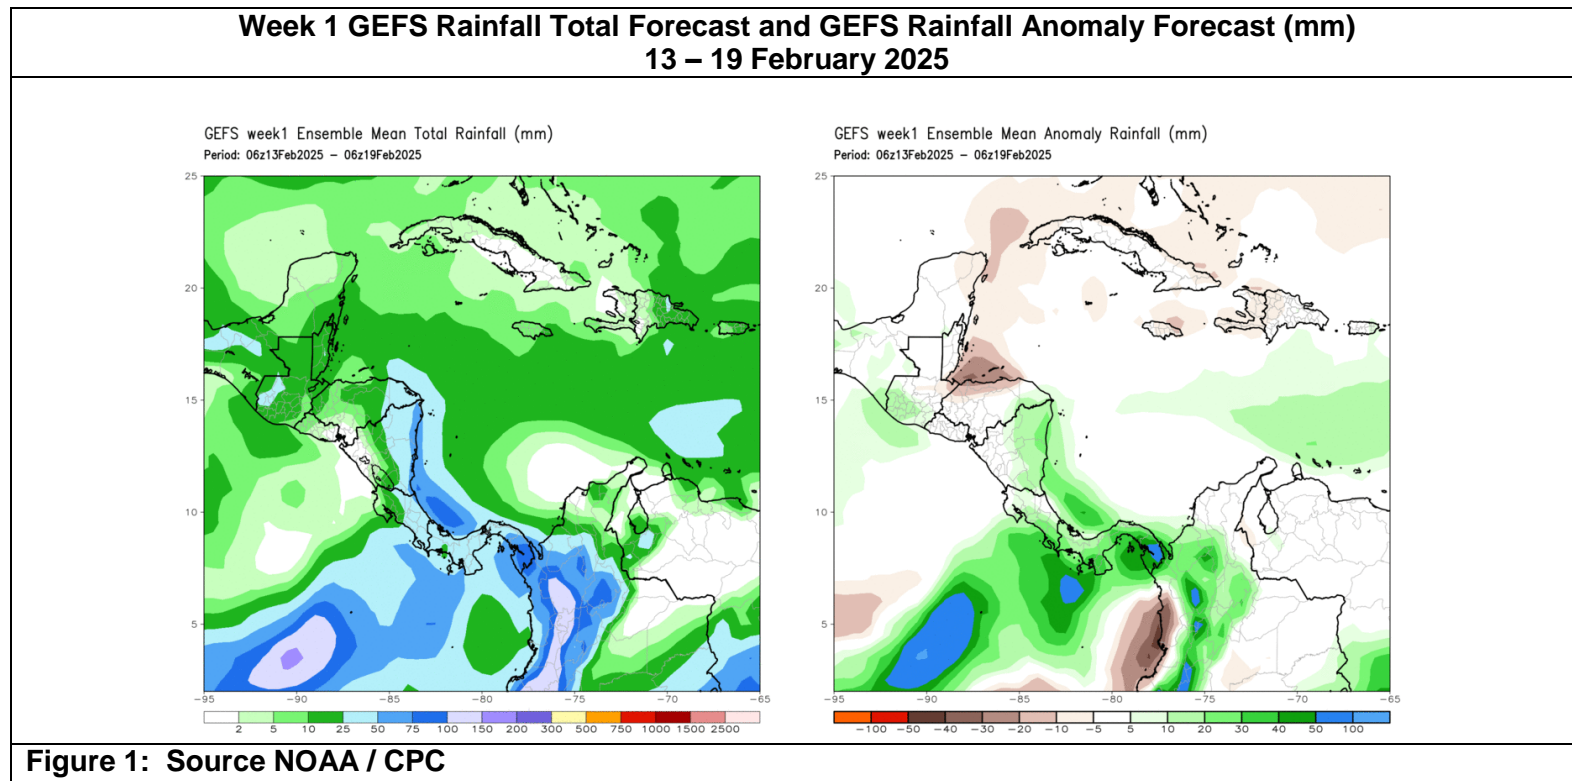 Week 1 GEFS Rainfall Total Forecast and GEFS Rainfall Anomaly Forecast (mm)
13 – 19 February 2025
GEFS week1 Ensemble Mean Total Rainfall (mm)
Period: 06z13Feb2025 – 06z19Feb2025
25
20
15
10
5
−95
−90
−85
−80
−75
−70
−65
2 5 10 25 50 75 100 150 200 300 500 750 1000 1500 2500
GEFS week1 Ensemble Mean Anomaly Rainfall (mm)
Period: 06z13Feb2025 – 06z19Feb2025
25
20
15
10
5
−95
−90
−85
−80
−75
−70
−65
−100 −50 −40 −30 −20 −10 −5 5 10 20 30 40 50 100
Figure 1: Source NOAA / CPC